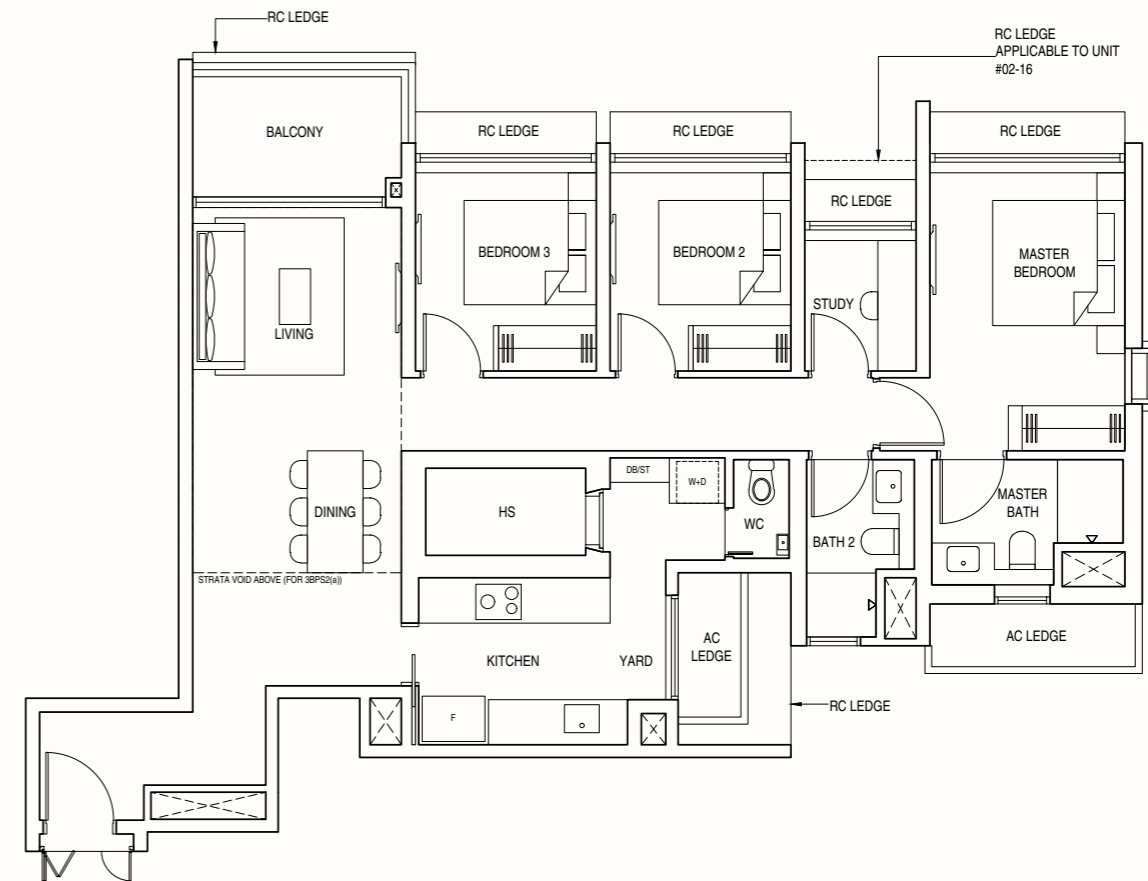 RC LEDGE
RC LEDGE
APPLICABLE TO UNIT
#02-16
BALCONY
RC LEDGE
RC LEDGE
RC LEDGE
RC LEDGE
BEDROOM 3
BEDROOM 2
MASTER
BEDROOM
STUDY
LIVING
DB/ST
W+D
HS
DINING
WC
BATH 2
MASTER
BATH
STRATA VOID ABOVE (FOR 3BPS2(a))
AC
LEDGE
AC LEDGE
KITCHEN
YARD
F
RC LEDGE